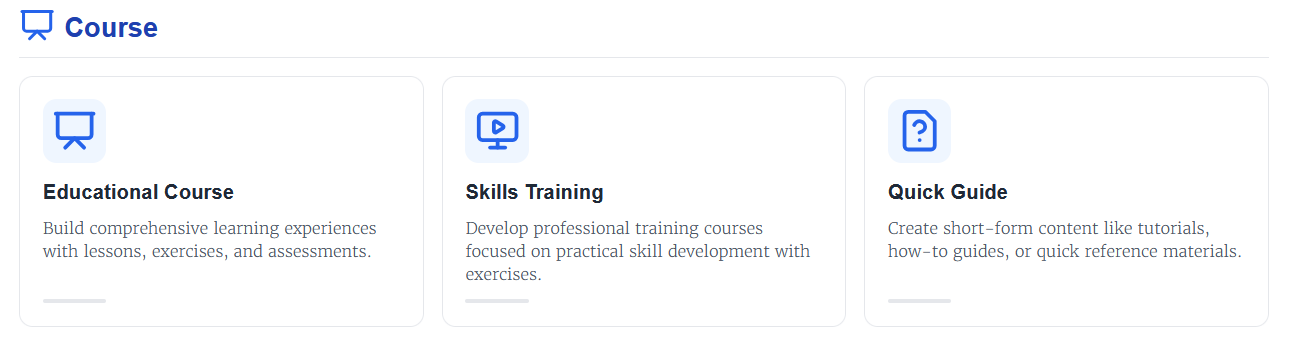 Course
Educational Course
Build comprehensive learning experiences
with lessons, exercises, and assessments.
Skills Training
Develop professional training courses
focused on practical skill development with
exercises.
Quick Guide
Create short-form content like tutorials,
how-to guides, or quick reference materials.